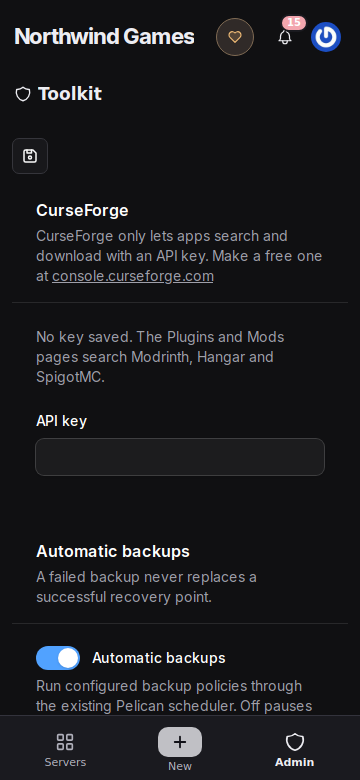 Northwind Games
15
Toolkit
CurseForge
CurseForge only lets apps search and
download with an API key. Make a free one
at console.curseforge.com
No key saved. The Plugins and Mods
pages search Modrinth, Hangar and
SpigotMC.
API key
Automatic backups
A failed backup never replaces a
successful recovery point.
Automatic backups
Run configured backup policies through
the existing Pelican scheduler. Off pauses
Servers
New
Admin